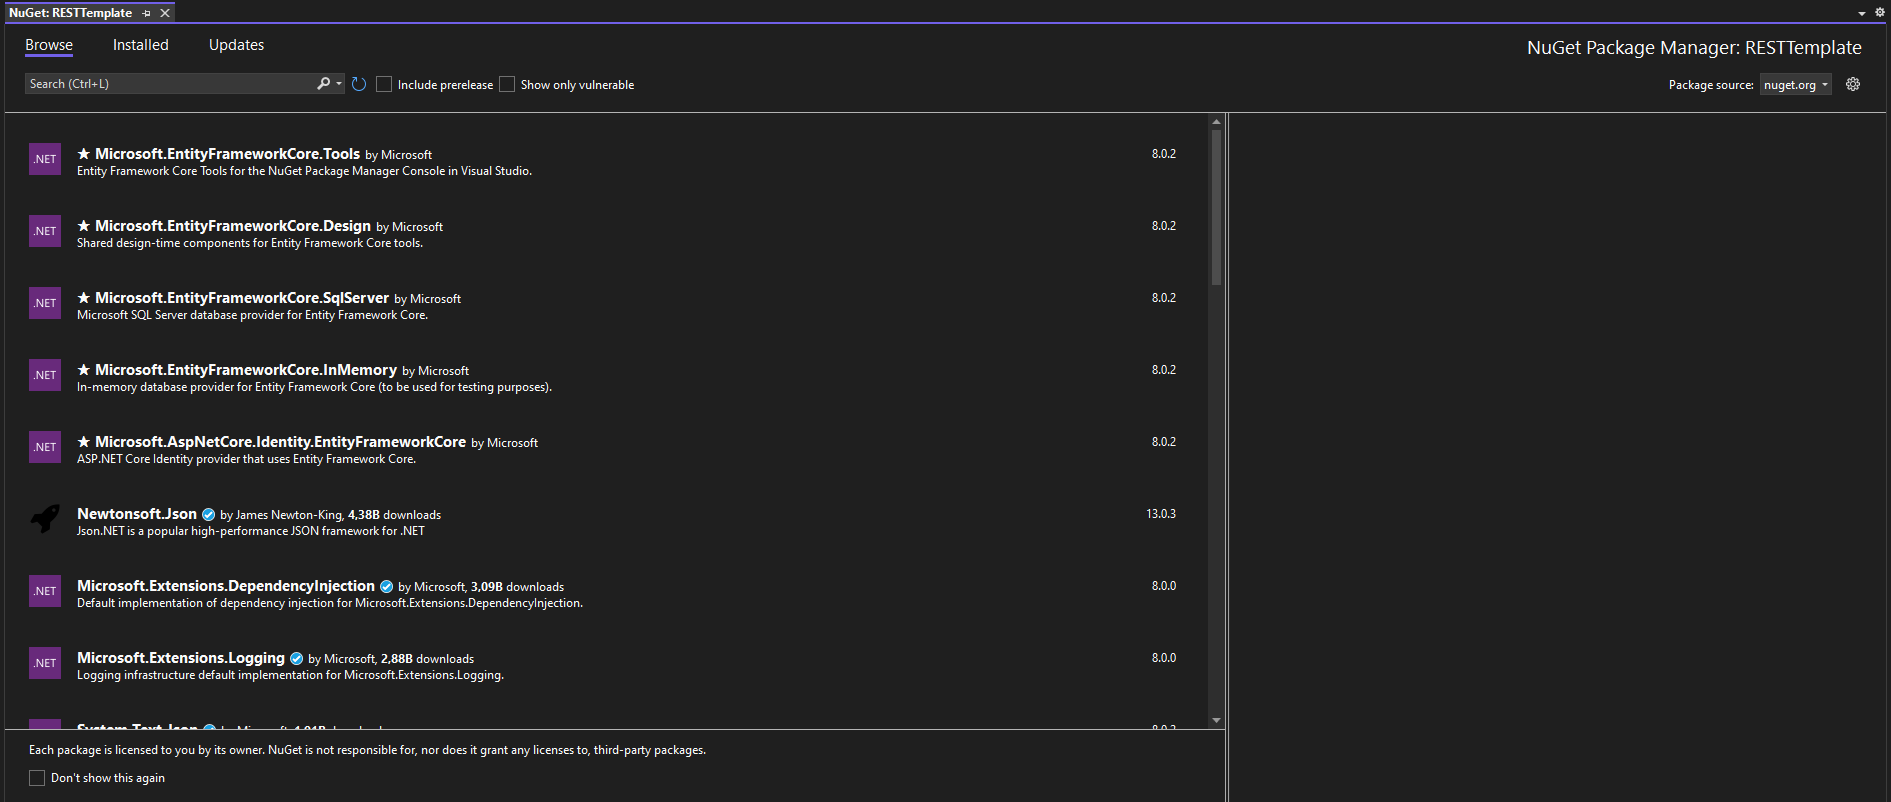 NuGet: RESTTemplate
Browse Installed Updates
NuGet Package Manager: RESTTemplate
Search (Ctrl+L)
Include prerelease
Show only vulnerable
Package source: nuget.org
.NET
Microsoft.EntityFrameworkCore.Tools by Microsoft 8.0.2
Entity Framework Core Tools for the NuGet Package Manager Console in Visual Studio.
.NET
Microsoft.EntityFrameworkCore.Design by Microsoft 8.0.2
Shared design-time components for Entity Framework Core tools.
.NET
Microsoft.EntityFrameworkCore.SqlServer by Microsoft 8.0.2
Microsoft SQL Server database provider for Entity Framework Core.
.NET
Microsoft.EntityFrameworkCore.InMemory by Microsoft 8.0.2
In-memory database provider for Entity Framework Core (to be used for testing purposes).
.NET
Microsoft.AspNetCore.Identity.EntityFrameworkCore by Microsoft 8.0.2
ASP.NET Core Identity provider that uses Entity Framework Core.
Newtonsoft.Json by James Newton-King, 4,38B downloads 13.0.3
Json.NET is a popular high-performance JSON framework for .NET
.NET
Microsoft.Extensions.DependencyInjection by Microsoft, 3,09B downloads 8.0.0
Default implementation of dependency injection for Microsoft.Extensions.DependencyInjection.
.NET
Microsoft.Extensions.Logging by Microsoft, 2,88B downloads 8.0.0
Logging infrastructure default implementation for Microsoft.Extensions.Logging.
System.Text.Json by Microsoft, downloads
Each package is licensed to you by its owner. NuGet is not responsible for, nor does it grant any licenses to, third-party packages.
Don't show this again